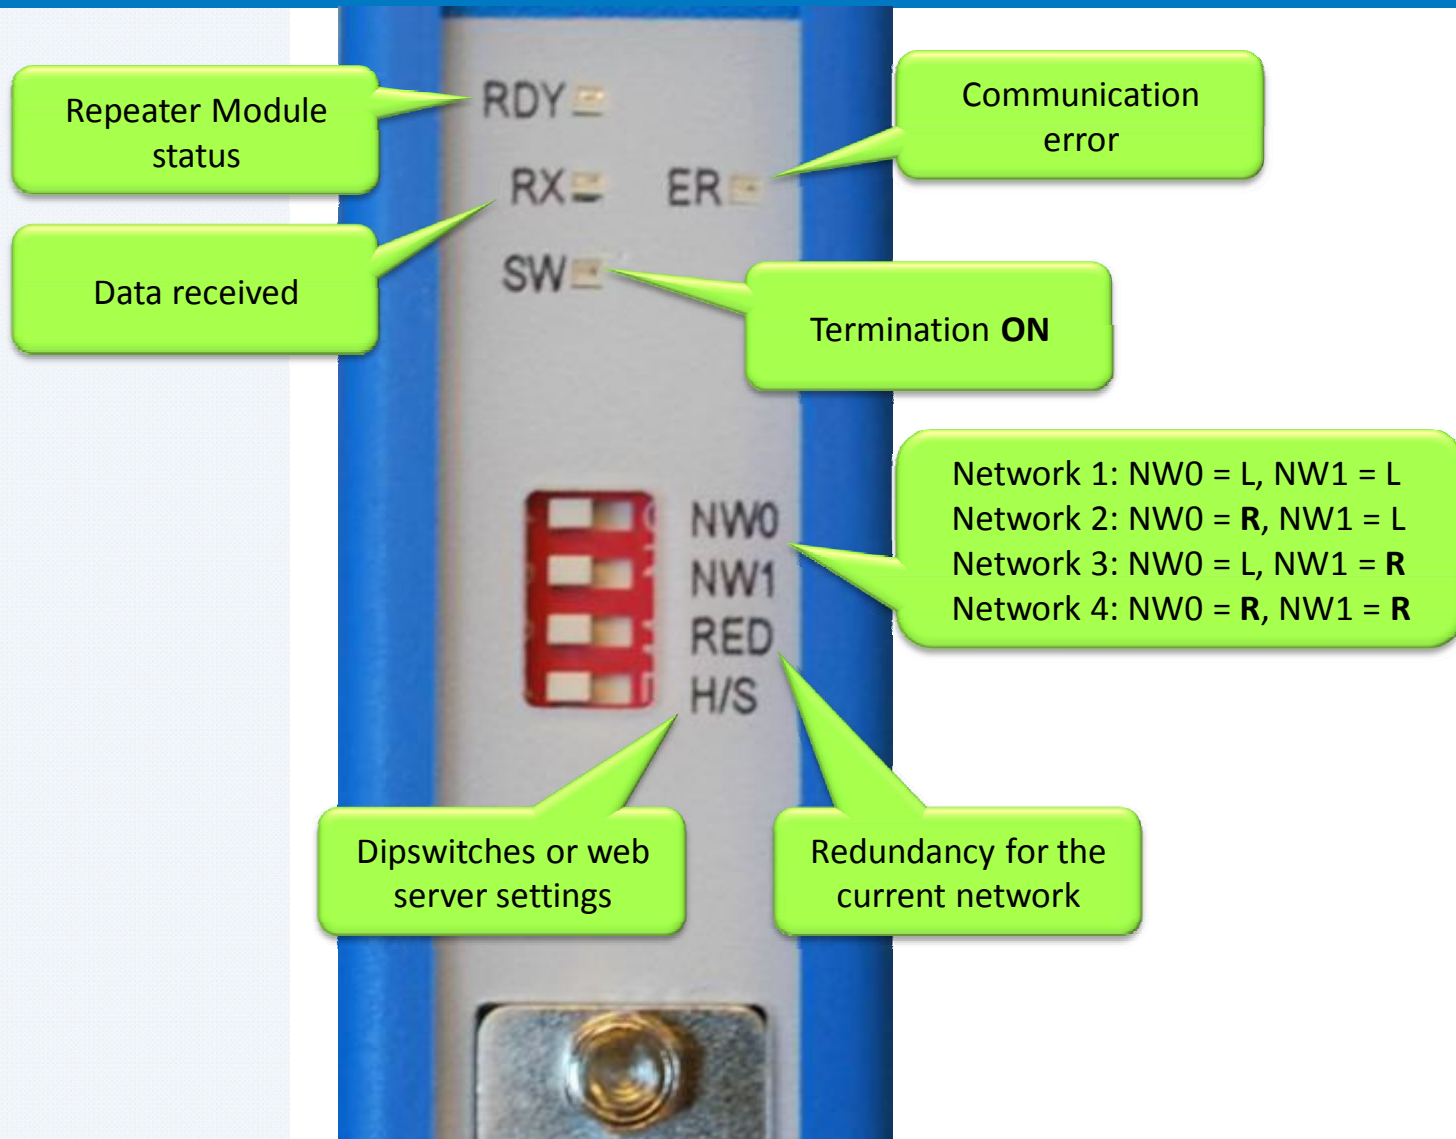 Repeater Module
status
RDY
Communication
error
RX
ER
Data received
SW
Termination ON
NW0
NW1
RED
H/S
Network 1: NW0 = L, NW1 = L
Network 2: NW0 = R, NW1 = L
Network 3: NW0 = L, NW1 = R
Network 4: NW0 = R, NW1 = R
Dipswitches or web
server settings
Redundancy for the
current network